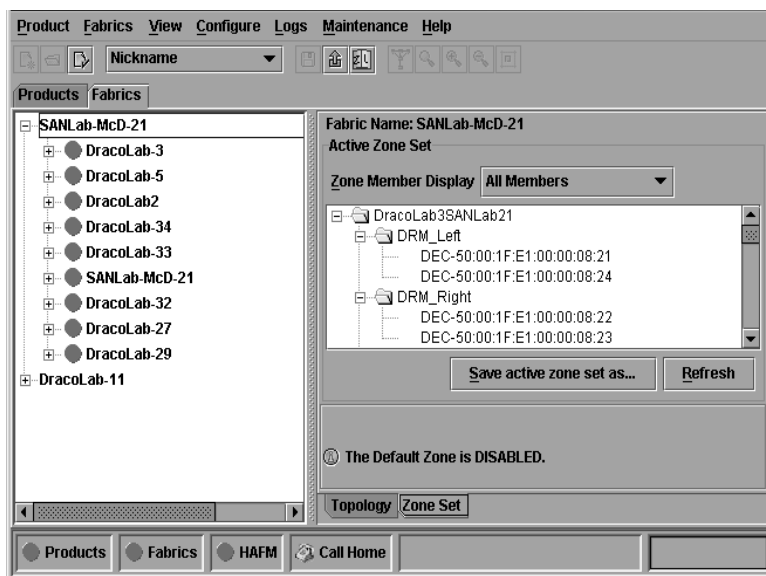 Product Fabrics View Configure Logs Maintenance Help
Nickname
Products Fabrics
SANLab-McD-21
DracoLab-3
DracoLab-5
DracoLab2
DracoLab-34
DracoLab-33
SANLab-McD-21
DracoLab-32
DracoLab-27
DracoLab-29
DracoLab-11
Fabric Name: SANLab-McD-21
Active Zone Set
Zone Member Display All Members
DracoLab3SANLab21
DRM_Left
DEC-50:00:1F:E1:00:00:08:21
DEC-50:00:1F:E1:00:00:08:24
DRM_Right
DEC-50:00:1F:E1:00:00:08:22
DEC-50:00:1F:E1:00:00:08:23
Save active zone set as... Refresh
The Default Zone is DISABLED.
Topology Zone Set
Products Fabrics HAFM Call Home